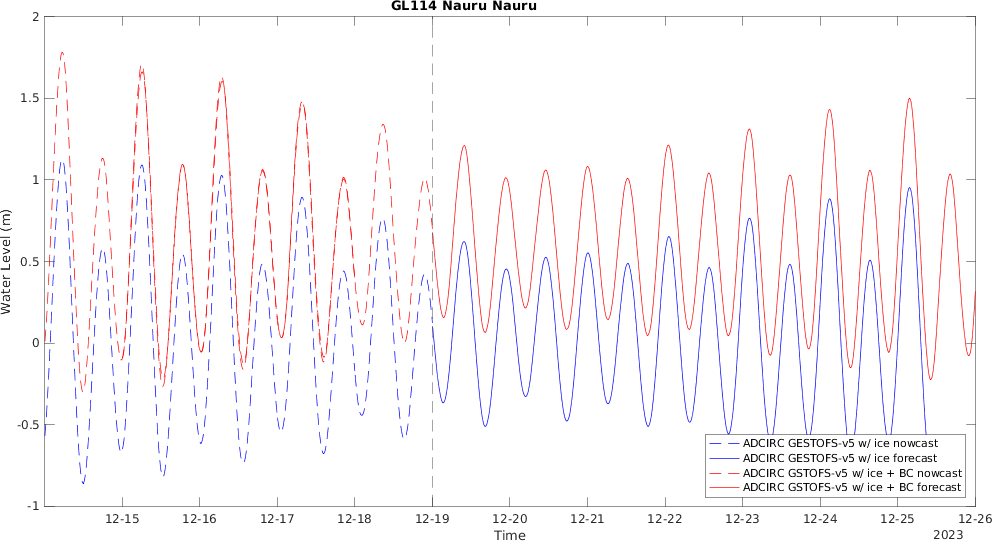 GL114 Nauru Nauru
2
1.5
1
0.5
0
-0.5
-1
Water Level (m)
ADCIRC GESTOFS-v5 w/ ice nowcast
ADCIRC GESTOFS-v5 w/ ice forecast
ADCIRC GSTOFS-v5 w/ ice + BC nowcast
ADCIRC GSTOFS-v5 w/ ice + BC forecast
12-15 12-16 12-17 12-18 12-19 12-20 12-21 12-22 12-23 12-24 12-25 12-26
Time 2023